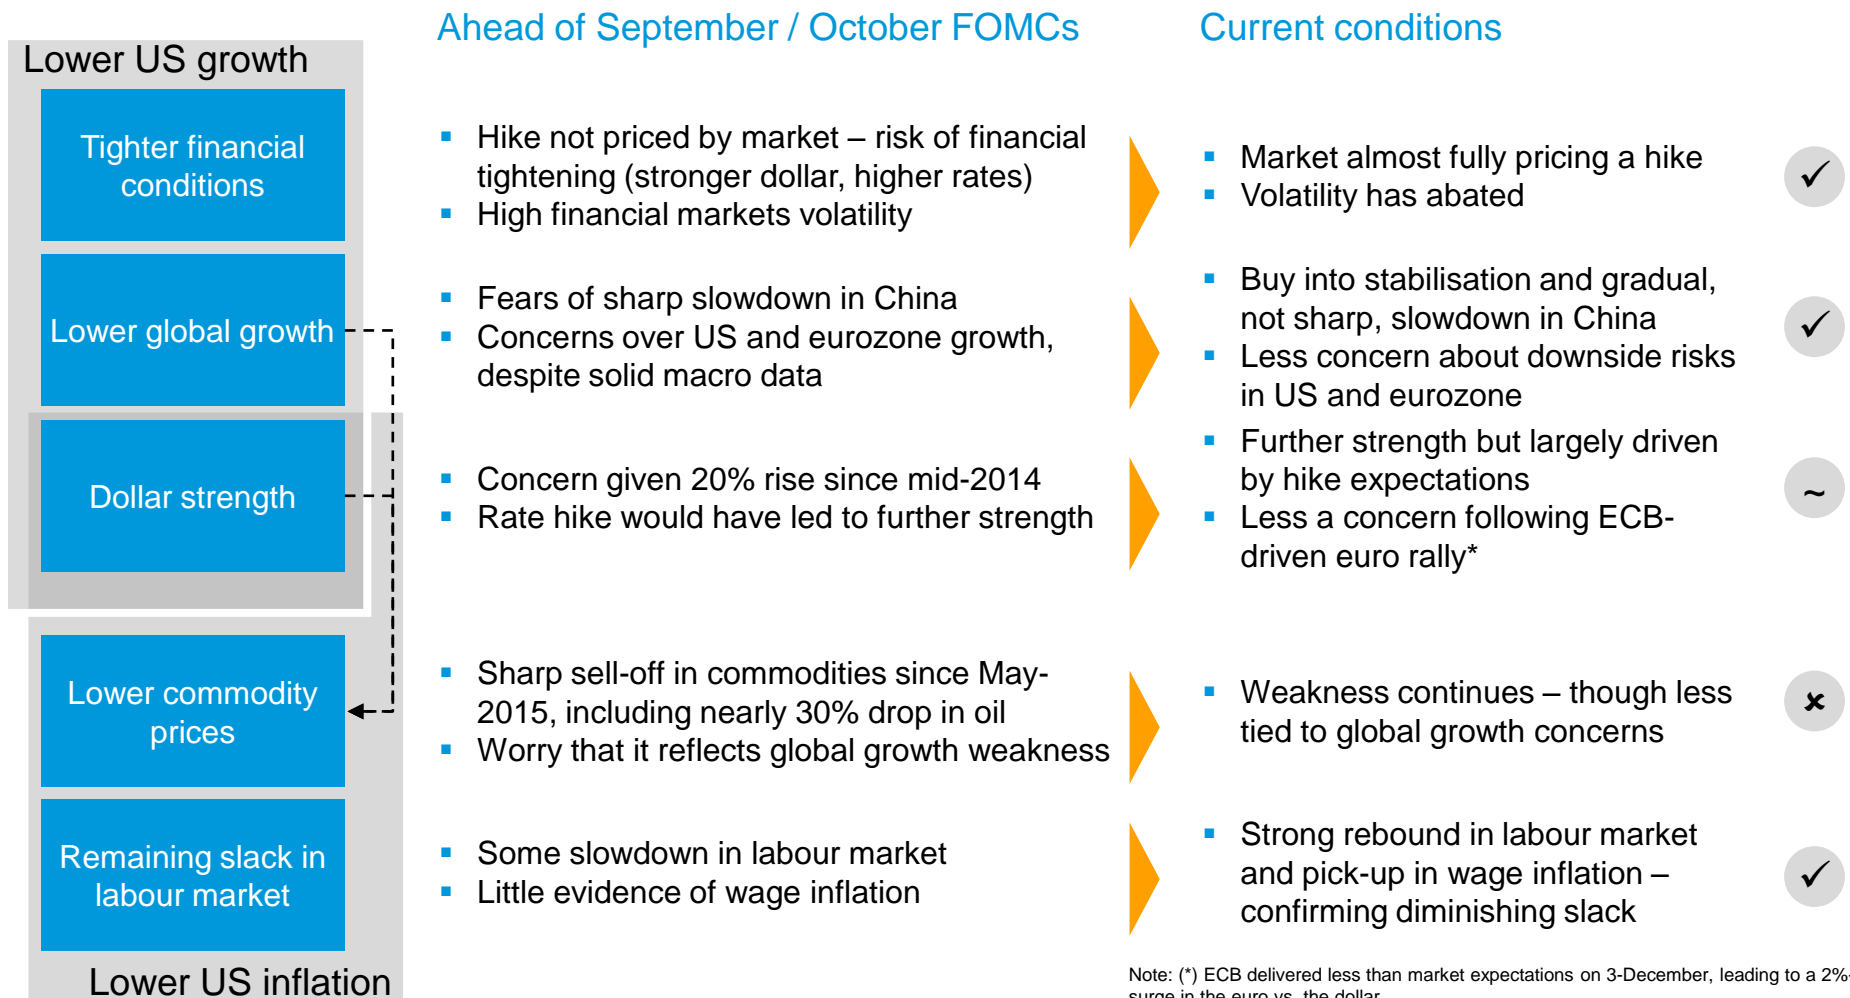 Ahead of September / October FOMCs
Current conditions
Lower US growth
Tighter financial
conditions
▪ Hike not priced by market – risk of financial
tightening (stronger dollar, higher rates)
▪ High financial markets volatility
▪ Market almost fully pricing a hike
▪ Volatility has abated
✓
Lower global growth
▪ Fears of sharp slowdown in China
▪ Concerns over US and eurozone growth,
despite solid macro data
▪ Buy into stabilisation and gradual,
not sharp, slowdown in China
▪ Less concern about downside risks
in US and eurozone
✓
Dollar strength
▪ Concern given 20% rise since mid-2014
▪ Rate hike would have led to further strength
▪ Further strength but largely driven
by hike expectations
▪ Less a concern following ECB-
driven euro rally*
~
Lower commodity
prices
▪ Sharp sell-off in commodities since May-
2015, including nearly 30% drop in oil
▪ Worry that it reflects global growth weakness
▪ Weakness continues – though less
tied to global growth concerns
✘
Remaining slack in
labour market
▪ Some slowdown in labour market
▪ Little evidence of wage inflation
▪ Strong rebound in labour market
and pick-up in wage inflation –
confirming diminishing slack
✓
Lower US inflation
Note: (*) ECB delivered less than market expectations on 3-December, leading to a 2%
surge in the euro vs. the dollar